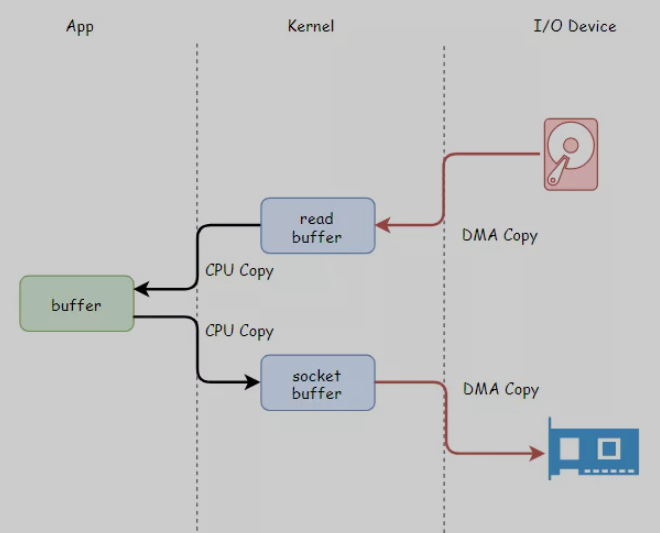 App
Kernel
I/O Device
read
buffer
DMA Copy
CPU Copy
buffer
CPU Copy
socket
buffer
DMA Copy